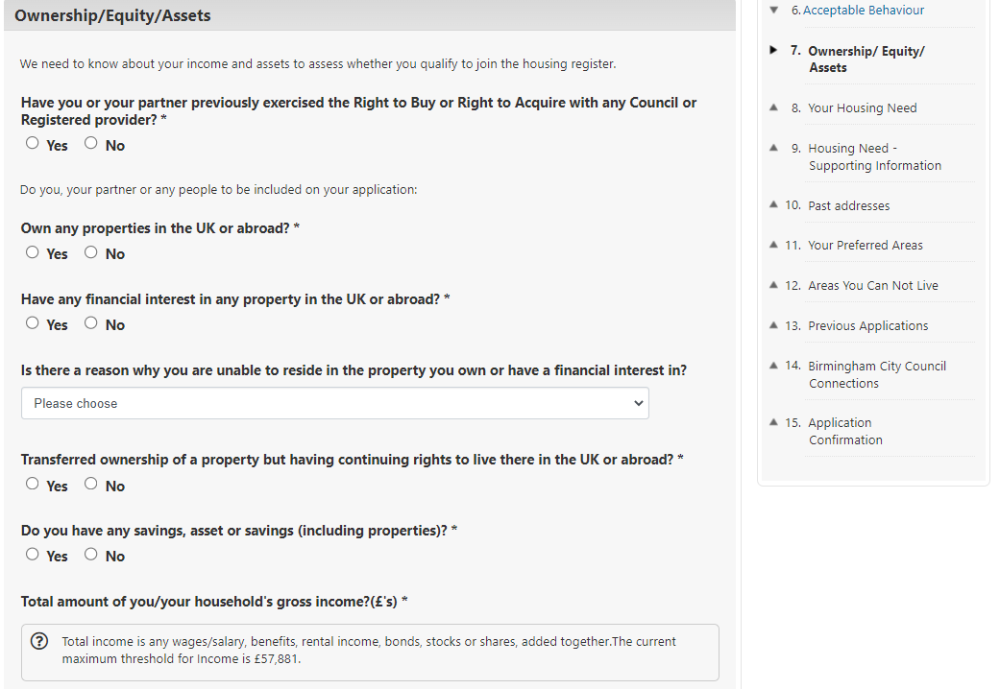 Ownership/Equity/Assets
We need to know about your income and assets to assess whether you qualify to join the housing register.
Have you or your partner previously exercised the Right to Buy or Right to Acquire with any Council or
Registered provider? *
Yes No
Do you, your partner or any people to be included on your application:
Own any properties in the UK or abroad? *
Yes No
Have any financial interest in any property in the UK or abroad? *
Yes No
Is there a reason why you are unable to reside in the property you own or have a financial interest in?
Please choose
Transferred ownership of a property but having continuing rights to live there in the UK or abroad? *
Yes No
Do you have any savings, asset or savings (including properties)? *
Yes No
Total amount of you/your household's gross income?(£'s) *
Total income is any wages/salary, benefits, rental income, bonds, stocks or shares, added together.The current
maximum threshold for Income is £57,881.
6. Acceptable Behaviour
7. Ownership/ Equity/
Assets
8. Your Housing Need
9. Housing Need -
Supporting Information
10. Past addresses
11. Your Preferred Areas
12. Areas You Can Not Live
13. Previous Applications
14. Birmingham City Council
Connections
15. Application
Confirmation